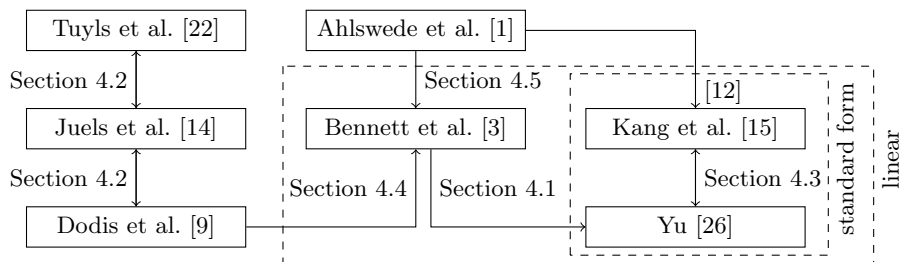 Tuyls et al. [22]
Ahlswede et al. [1]
Section 4.2
Section 4.5
[12]
Juels et al. [14]
Bennett et al. [3]
Kang et al. [15]
Section 4.2
Section 4.4
Section 4.1
Section 4.3
Dodis et al. [9]
Yu [26]
standard form
linear